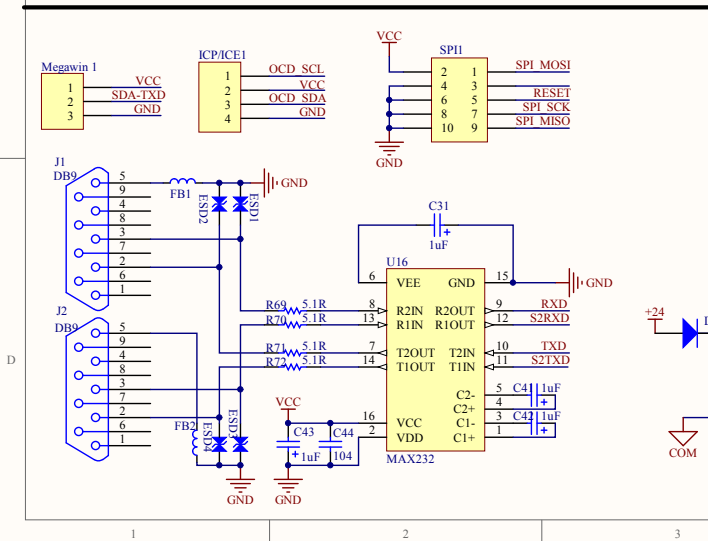 Megawin 1
1 VCC
2 SDA-TXD
3 GND
ICP/ICE1
1 OCD_SCL
2 VCC
3 OCD_SDA
4 GND
VCC
SPI1
2 1 SPI_MOSI
4 3
6 5 RESET
8 7 SPI_SCK
10 9 SPI_MISO
GND
J1
DB9
5
9
4
8
3
7
2
6
1
FB1
ESD2
ESD1
GND
J2
DB9
5
9
4
8
3
7
2
6
1
FB2
ESD4
GND
C31
1uF
U16
6 VEE GND 15
GND
R69 5.1R 8 R2IN R2OUT 9 RXD
R70 5.1R 13 R1IN R1OUT 12 S2RXD
R71 5.1R 7 T2OUT T2IN 10 TXD
R72 5.1R 14 T1OUT T1IN 11 S2TXD
C2- 5 C41 1uF
C2+ 4
16 VCC C1- 3 C42 1uF
2 VDD C1+ 1
MAX232
VCC
C43
1uF
C44
104
GND
+24
D
COM
D
1 2 3